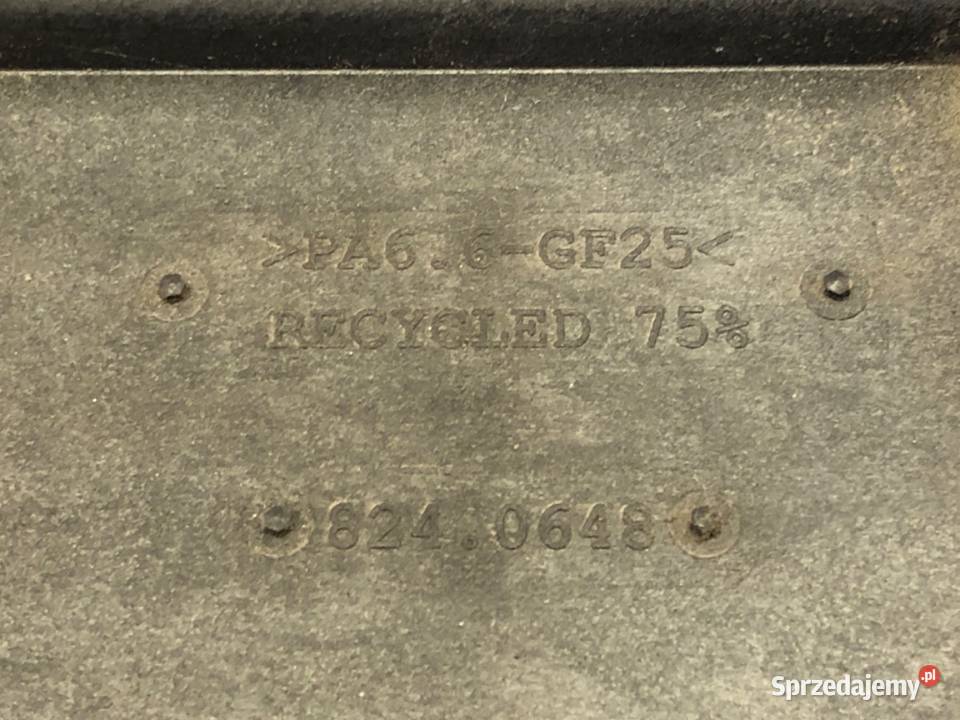 >PA6.6-GF25<
RECYCLED 75%
824.0648
Sprzedajemy.pl